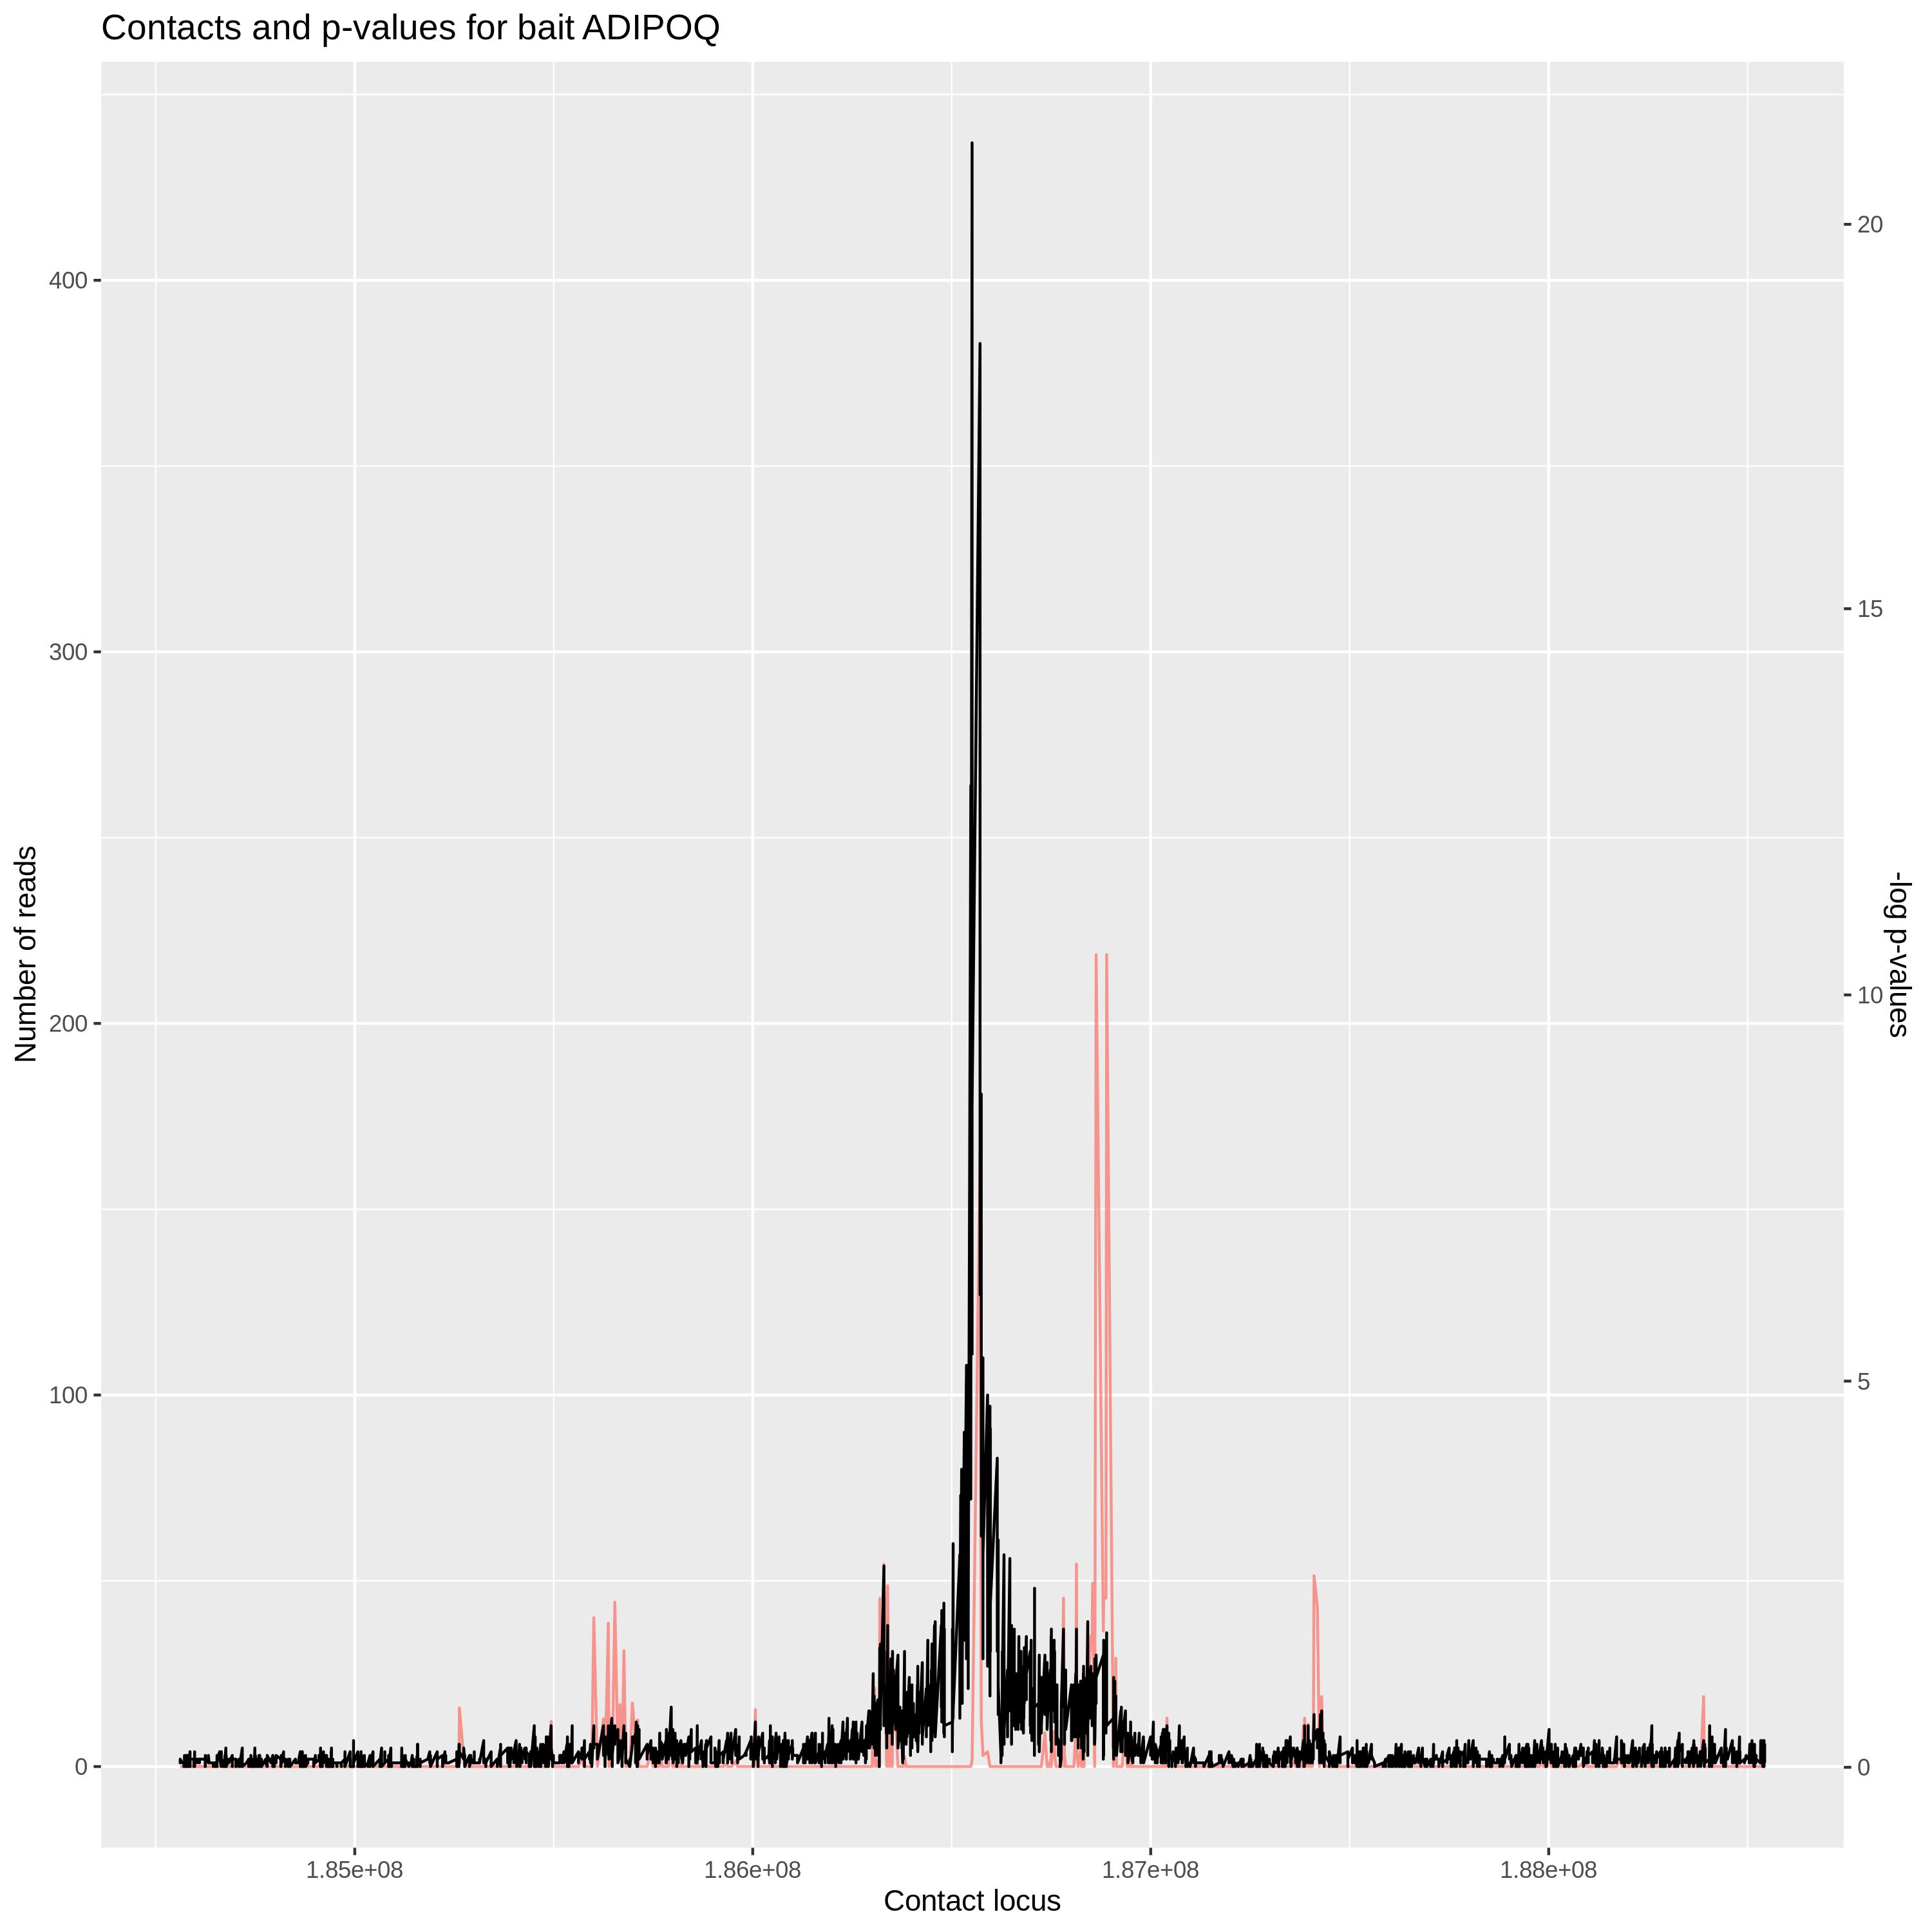 Contacts and p-values for bait ADIPOQ
400
300
200
100
0
Number of reads
20
15
10
5
0
-log p-values
1.85e+08
1.86e+08
1.87e+08
1.88e+08
Contact locus